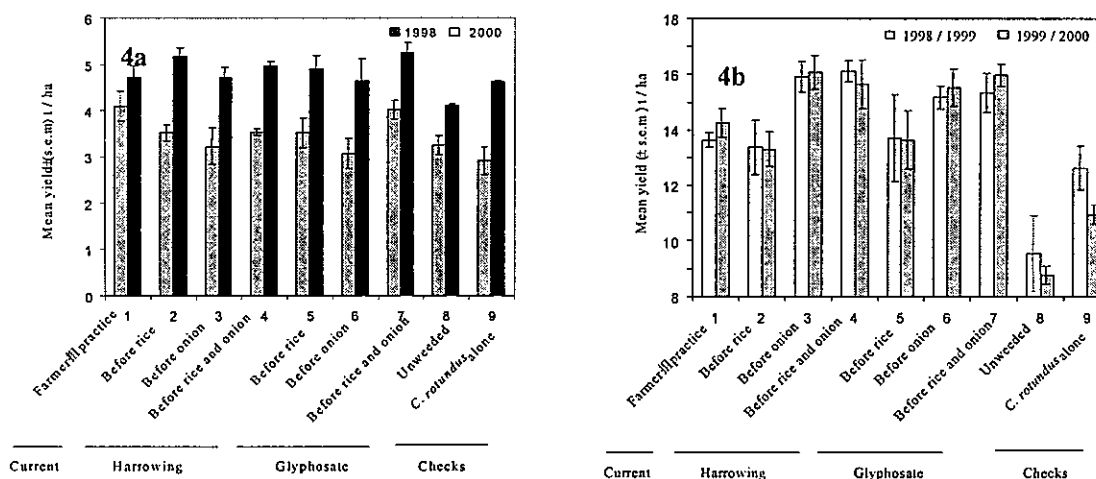 4a
1998 2000
Mean yield(s.e.m) t / ha
6
5
4
3
2
1
0
1 2 3 4 5 6 7 8 9
Farmer practice
Before rice
Before onion
Before rice and onion
Before rice
Before onion
Before rice and onion
Unweeded
C. rotundus alone
Current Harrowing Glyphosate Checks
4b
1998 / 1999 1999 / 2000
Mean yield (t s.e.m) t / ha
18
16
14
12
10
8
1 2 3 4 5 6 7 8 9
Farmer practice
Before rice
Before onion
Before rice and onion
Before rice
Before onion
Before rice and onion
Unweeded
C. rotundus alone
Current Harrowing Glyphosate Checks